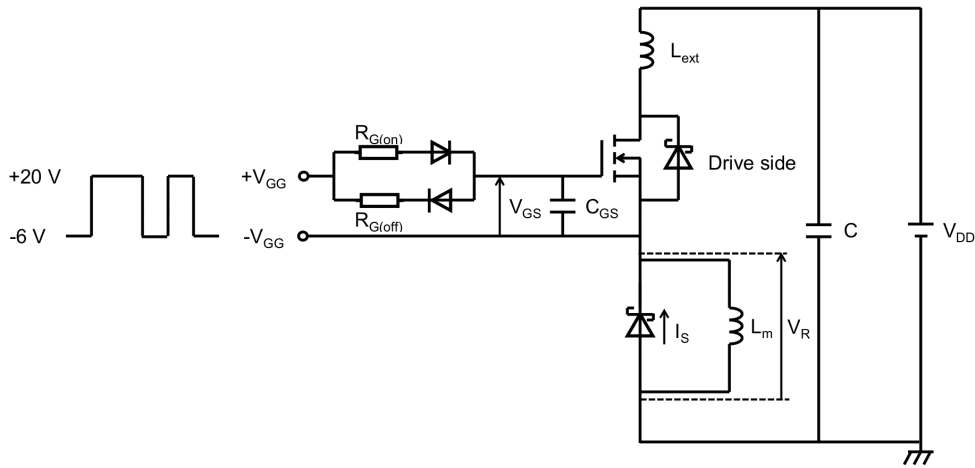 L_ext
R_G(on)
Drive side
+20 V
+V_GG
V_GS
C_GS
C
V_DD
-6 V
-V_GG
R_G(off)
I_S
L_m
V_R